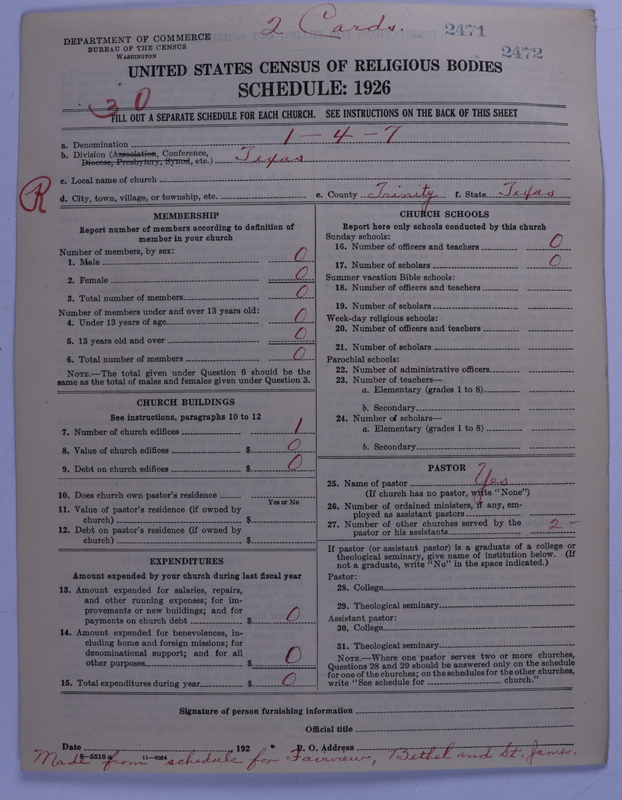 2 Cards.
2471
2472
DEPARTMENT OF COMMERCE
BUREAU OF THE CENSUS
WASHINGTON
UNITED STATES CENSUS OF RELIGIOUS BODIES
SCHEDULE: 1926
30
FILL OUT A SEPARATE SCHEDULE FOR EACH CHURCH. SEE INSTRUCTIONS ON THE BACK OF THIS SHEET
a. Denomination 1-4-7
b. Division (Association, Conference,
Diocese, Presbytery, Synod, etc.) Texas
c. Local name of church
R
d. City, town, village, or township, etc. e. County Trinity f. State Texas
MEMBERSHIP
Report number of members according to definition of
member in your church
Number of members, by sex:
1. Male 0
2. Female 0
3. Total number of members 0
Number of members under and over 13 years old:
4. Under 13 years of age 0
5. 13 years old and over 0
6. Total number of members 0
NOTE.—The total given under Question 6 should be the
same as the total of males and females given under Question 3.
CHURCH BUILDINGS
See instructions, paragraphs 10 to 12
7. Number of church edifices 1
8. Value of church edifices $ 0
9. Debt on church edifices $ 0
10. Does church own pastor's residence
Yes or No
11. Value of pastor's residence (if owned by
church) $
12. Debt on pastor's residence (if owned by
church) $
EXPENDITURES
Amount expended by your church during last fiscal year
13. Amount expended for salaries, repairs,
and other running expenses; for im-
provements or new buildings; and for
payments on church debt $ 0
14. Amount expended for benevolences, in-
cluding home and foreign missions; for
denominational support; and for all
other purposes $ 0
15. Total expenditures during year $ 0
CHURCH SCHOOLS
Report here only schools conducted by this church
Sunday schools:
16. Number of officers and teachers 0
17. Number of scholars 0
Summer vacation Bible schools:
18. Number of officers and teachers
19. Number of scholars
Week-day religious schools:
20. Number of officers and teachers
21. Number of scholars
Parochial schools:
22. Number of administrative officers
23. Number of teachers—
a. Elementary (grades 1 to 8)
b. Secondary
24. Number of scholars—
a. Elementary (grades 1 to 8)
b. Secondary
PASTOR
25. Name of pastor Yes
(If church has no pastor, write "None")
26. Number of ordained ministers, if any, em-
ployed as assistant pastors
27. Number of other churches served by the
pastor or his assistants 2-
If pastor (or assistant pastor) is a graduate of a college or
theological seminary, give name of institution below. (If
not a graduate, write "No" in the space indicated.)
Pastor:
28. College
29. Theological seminary
Assistant pastor:
30. College
31. Theological seminary
NOTE.—Where one pastor serves two or more churches,
Questions 28 and 29 should be answered only on the schedule
for one of the churches; on the schedules for the other churches,
write "See schedule for church."
Signature of person furnishing information
Official title
Date , 192 P. O. Address
8-5518a 11-9034
Made from schedule for Fairview, Bethel and St. James.